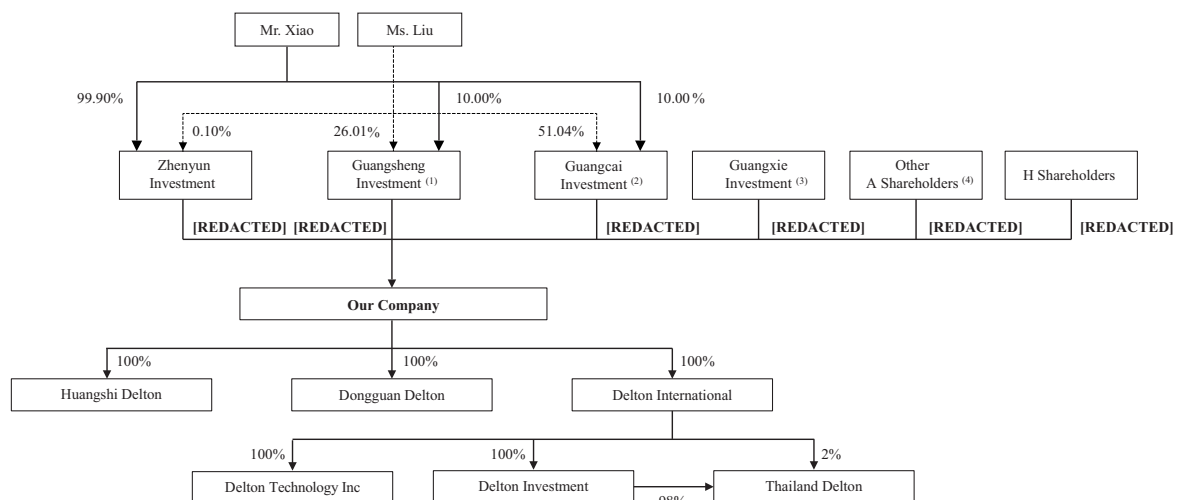 Mr. Xiao
Ms. Liu
99.90%
10.00%
10.00%
0.10%
26.01%
51.04%
Zhenyun
Investment
Guangsheng
Investment (1)
Guangcai
Investment (2)
Guangxie
Investment (3)
Other
A Shareholders (4)
H Shareholders
[REDACTED] [REDACTED] [REDACTED] [REDACTED] [REDACTED] [REDACTED]
Our Company
100%
100%
100%
Huangshi Delton
Dongguan Delton
Delton International
100%
100%
2%
Delton Technology Inc
Delton Investment
Thailand Delton
98%